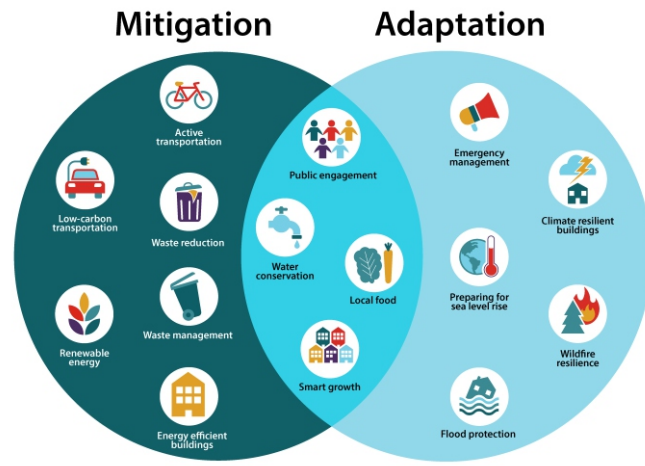 Mitigation
Adaptation
Active
transportation
Low-carbon
transportation
Waste reduction
Waste management
Renewable
energy
Energy efficient
buildings
Public engagement
Water
conservation
Local food
Smart growth
Emergency
management
Climate resilient
buildings
Preparing for
sea level rise
Wildfire
resilience
Flood protection